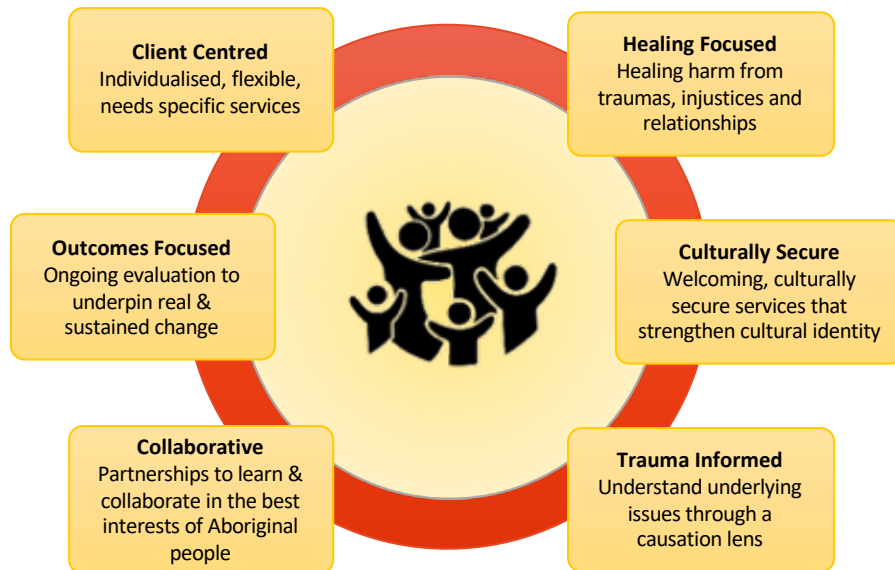 Client Centred
Individualised, flexible,
needs specific services
Healing Focused
Healing harm from
traumas, injustices and
relationships
Outcomes Focused
Ongoing evaluation to
underpin real &
sustained change
Culturally Secure
Welcoming, culturally
secure services that
strengthen cultural identity
Collaborative
Partnerships to learn &
collaborate in the best
interests of Aboriginal
people
Trauma Informed
Understand underlying
issues through a
causation lens